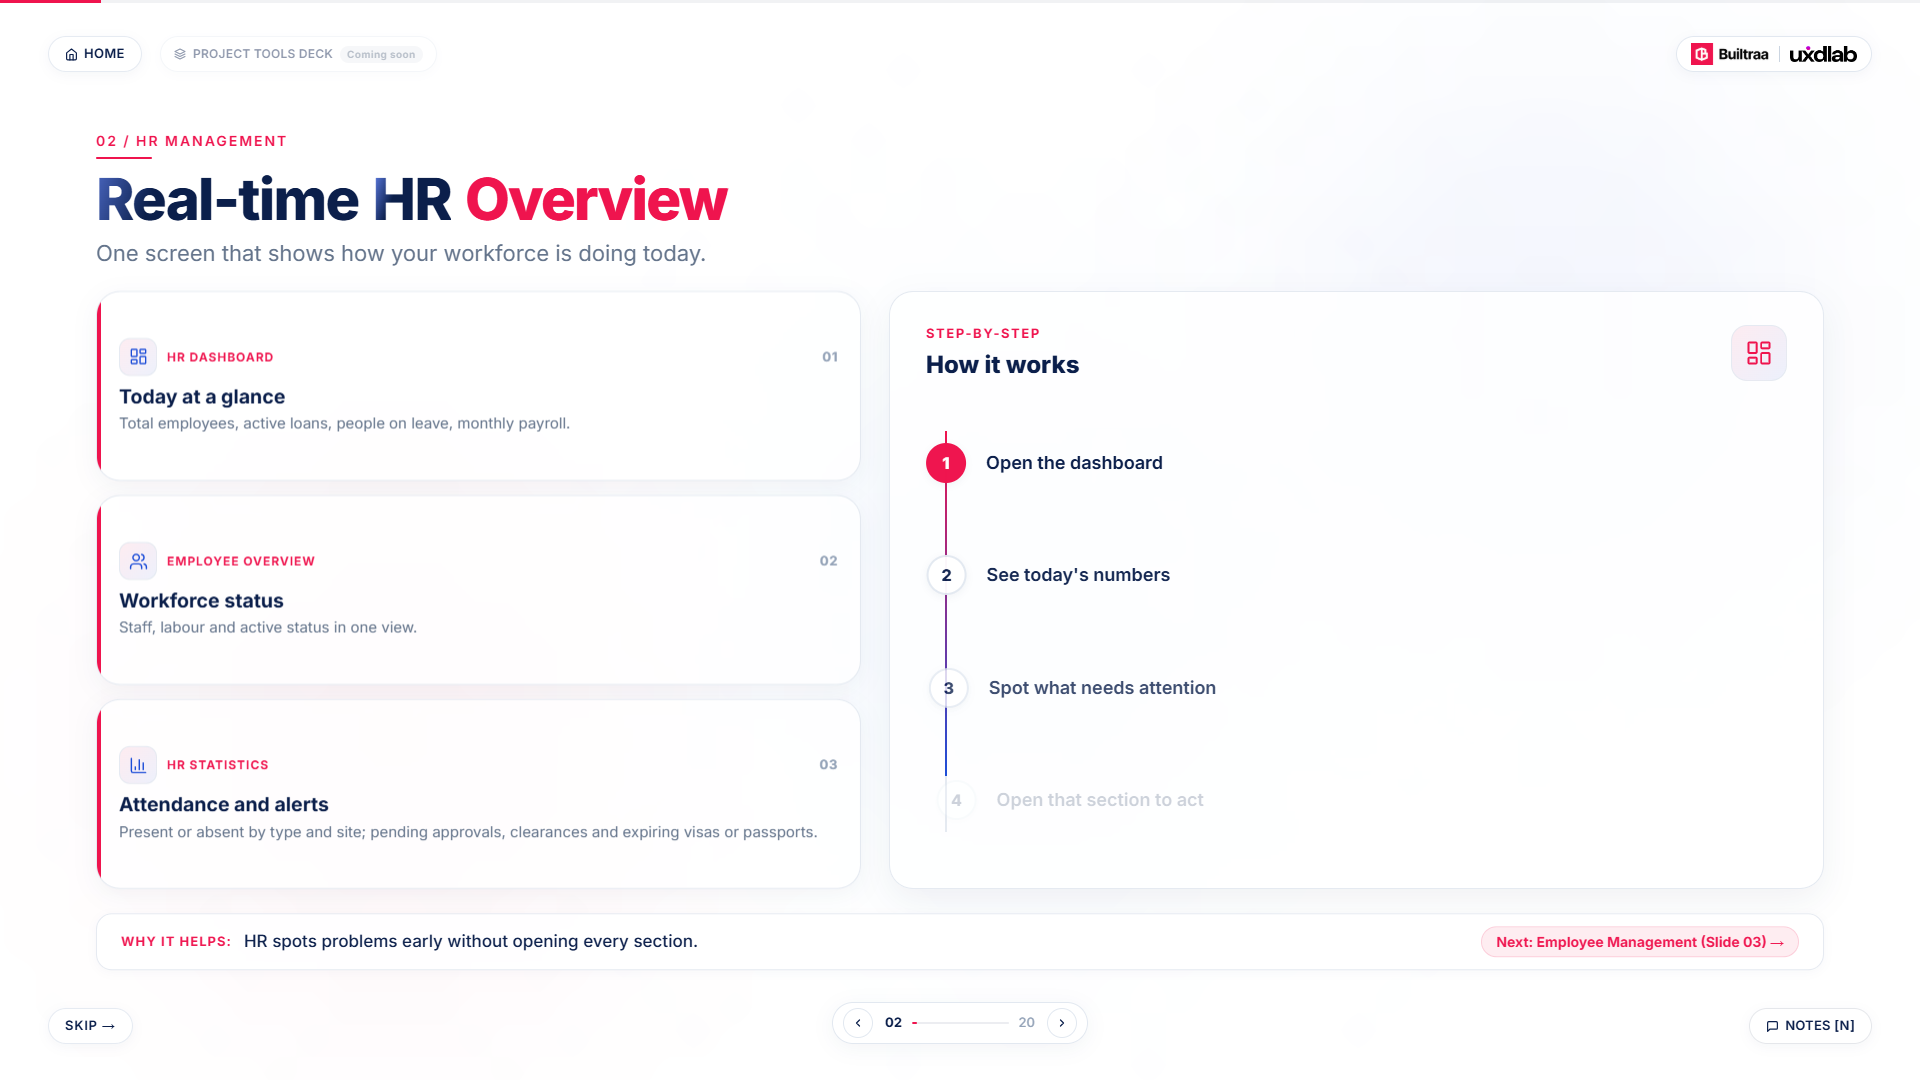 HOME
PROJECT TOOLS DECK Coming soon
Builtraa
uxdlab
02 / HR MANAGEMENT
Real-time HR Overview
One screen that shows how your workforce is doing today.
HR DASHBOARD
01
Today at a glance
Total employees, active loans, people on leave, monthly payroll.
EMPLOYEE OVERVIEW
02
Workforce status
Staff, labour and active status in one view.
HR STATISTICS
03
Attendance and alerts
Present or absent by type and site; pending approvals, clearances and expiring visas or passports.
STEP-BY-STEP
How it works
1 Open the dashboard
2 See today's numbers
3 Spot what needs attention
4 Open that section to act
WHY IT HELPS: HR spots problems early without opening every section.
Next: Employee Management (Slide 03) →
SKIP →
02
20
NOTES [N]